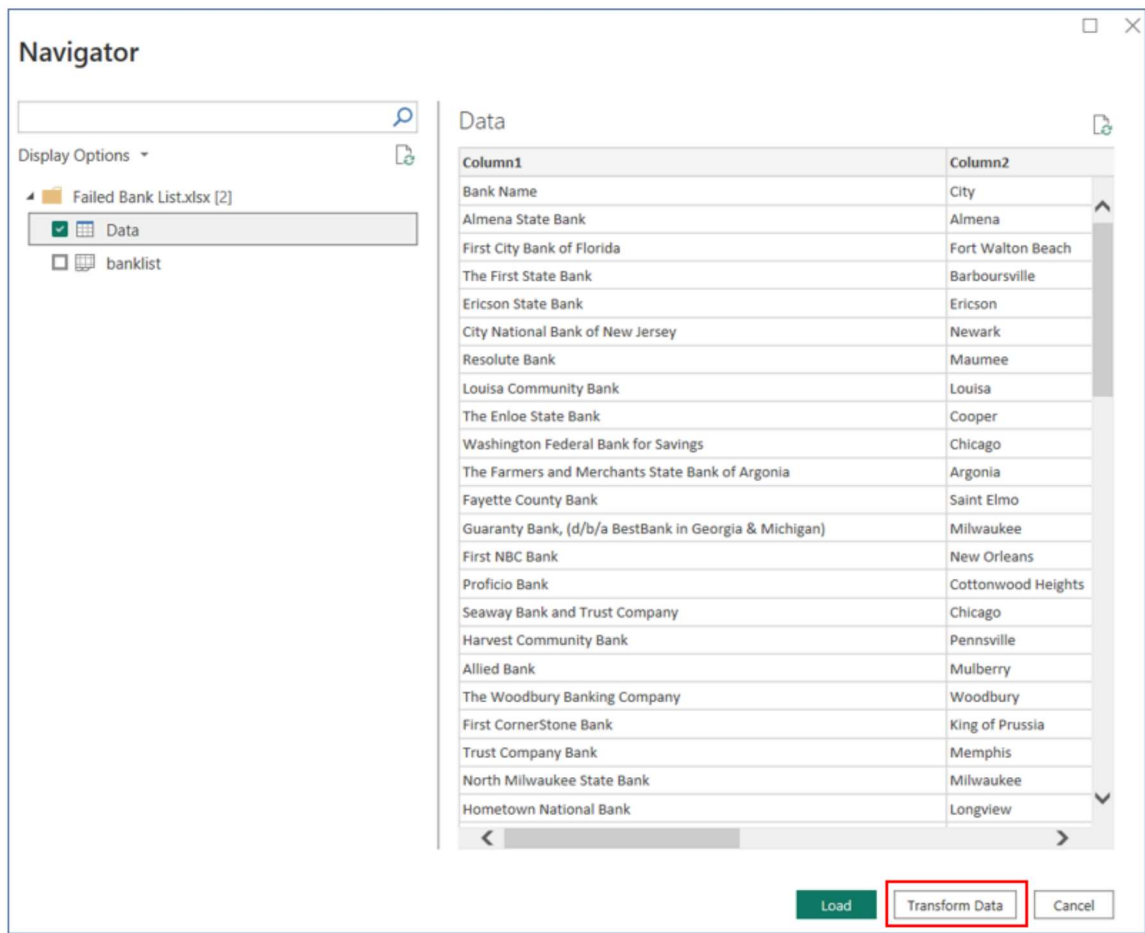 Navigator
Display Options
Failed Bank List.xlsx [2]
Data
banklist
Data
Column1 Column2
Bank Name City
Almena State Bank Almena
First City Bank of Florida Fort Walton Beach
The First State Bank Barboursville
Ericson State Bank Ericson
City National Bank of New Jersey Newark
Resolute Bank Maumee
Louisa Community Bank Louisa
The Enloe State Bank Cooper
Washington Federal Bank for Savings Chicago
The Farmers and Merchants State Bank of Argonia Argonia
Fayette County Bank Saint Elmo
Guaranty Bank, (d/b/a BestBank in Georgia & Michigan) Milwaukee
First NBC Bank New Orleans
Proficio Bank Cottonwood Heights
Seaway Bank and Trust Company Chicago
Harvest Community Bank Pennsville
Allied Bank Mulberry
The Woodbury Banking Company Woodbury
First CornerStone Bank King of Prussia
Trust Company Bank Memphis
North Milwaukee State Bank Milwaukee
Hometown National Bank Longview
Load Transform Data Cancel